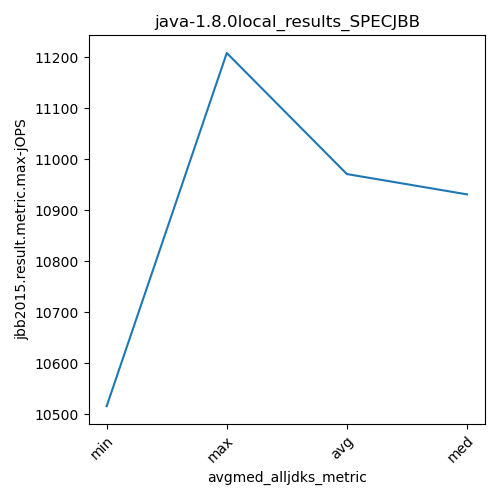 java-1.8.0local_results_SPECJBB
jbb2015.result.metric.max-jOPS
11200
11100
11000
10900
10800
10700
10600
10500
min
max
avg
med
avgmed_alljdks_metric